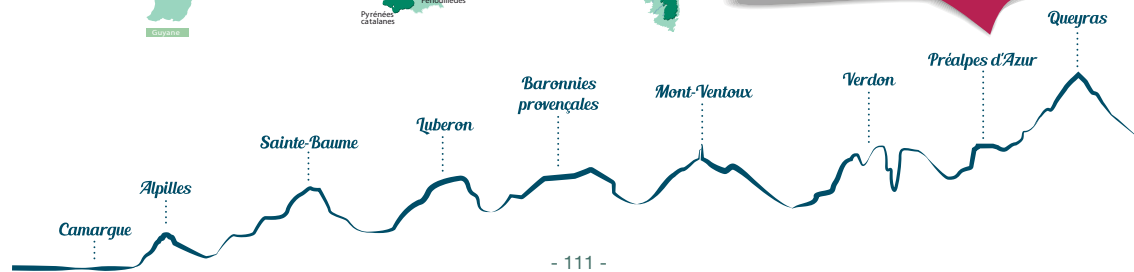 Guyane
Pyrénées
catalanes
Queyras
Préalpes d'Azur
Verdon
Baronnies
provençales
Mont-Ventoux
Luberon
Sainte-Baume
Alpilles
Camargue
- 111 -